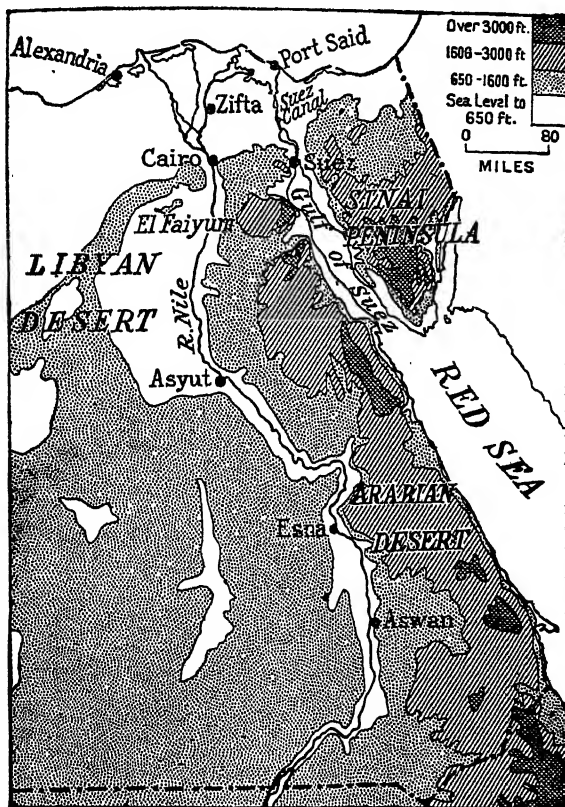 Over 3000 ft.
1600-3000 ft.
650-1600 ft.
Sea Level to
650 ft.
0 80
MILES
Alexandria
Port Said
Zifta
Suez
Canal
Cairo
Suez
SINAI
PENINSULA
El Faiyum
Gulf of Suez
LIBYAN
DESERT
R. Nile
Asyut
RED SEA
ARABIAN
DESERT
Esna
Aswan